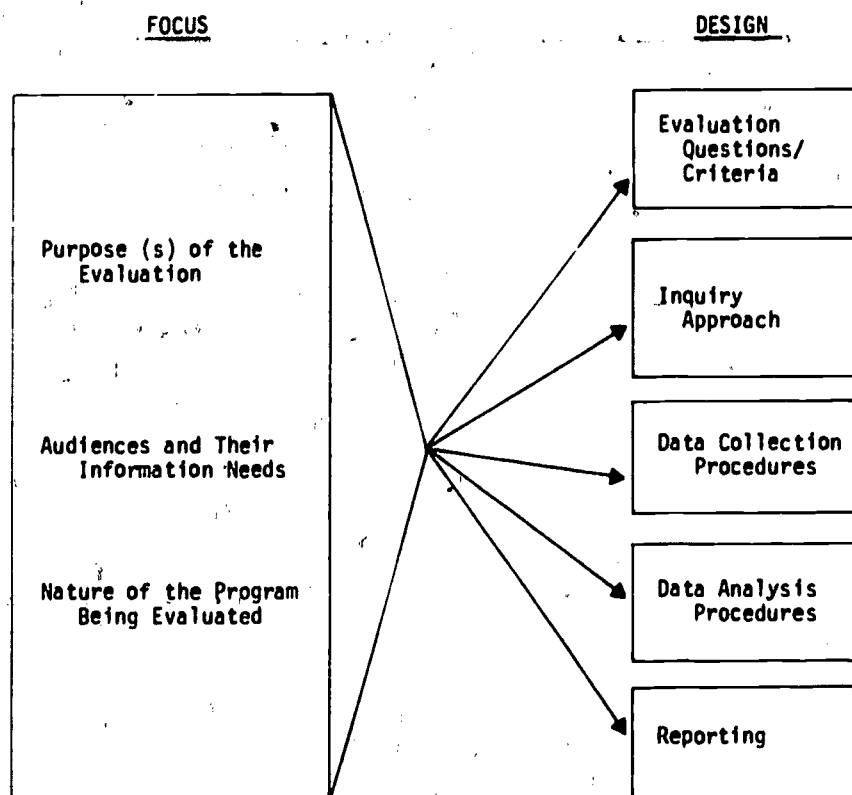 FOCUS
DESIGN
Purpose (s) of the
Evaluation
Audiences and Their
Information Needs
Nature of the Program
Being Evaluated
Evaluation
Questions/
Criteria
Inquiry
Approach
Data Collection
Procedures
Data Analysis
Procedures
Reporting